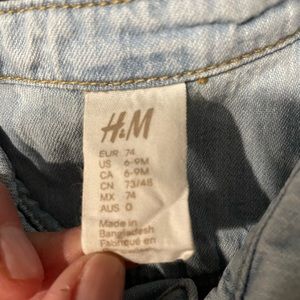 H&M
EUR 74
US 6-9M
CA 6-9M
CN 73/48
MX 74
AUS 0
Made in
Bangladesh
Fabriqué en